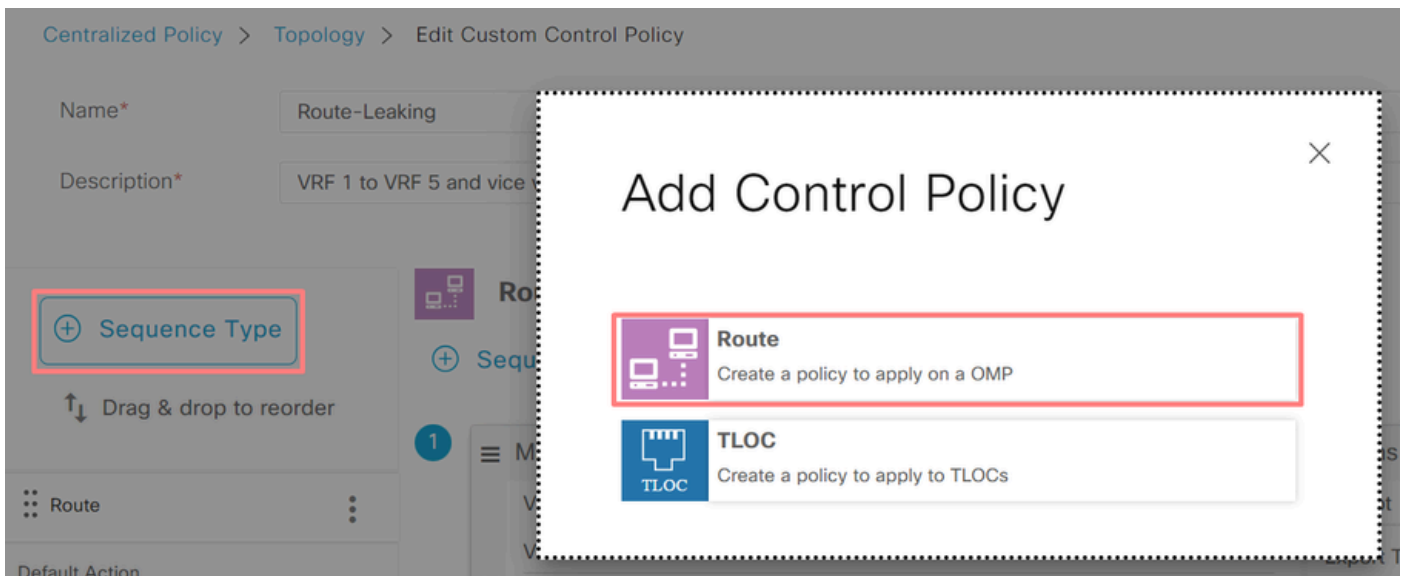 Centralized Policy > Topology > Edit Custom Control Policy
Name* Route-Leaking
Description* VRF 1 to VRF 5 and vice
Add Control Policy
Sequence Type
Drag & drop to reorder
Route
Create a policy to apply on a OMP
TLOC
TLOC
Create a policy to apply to TLOCs
1
Route
Default Action